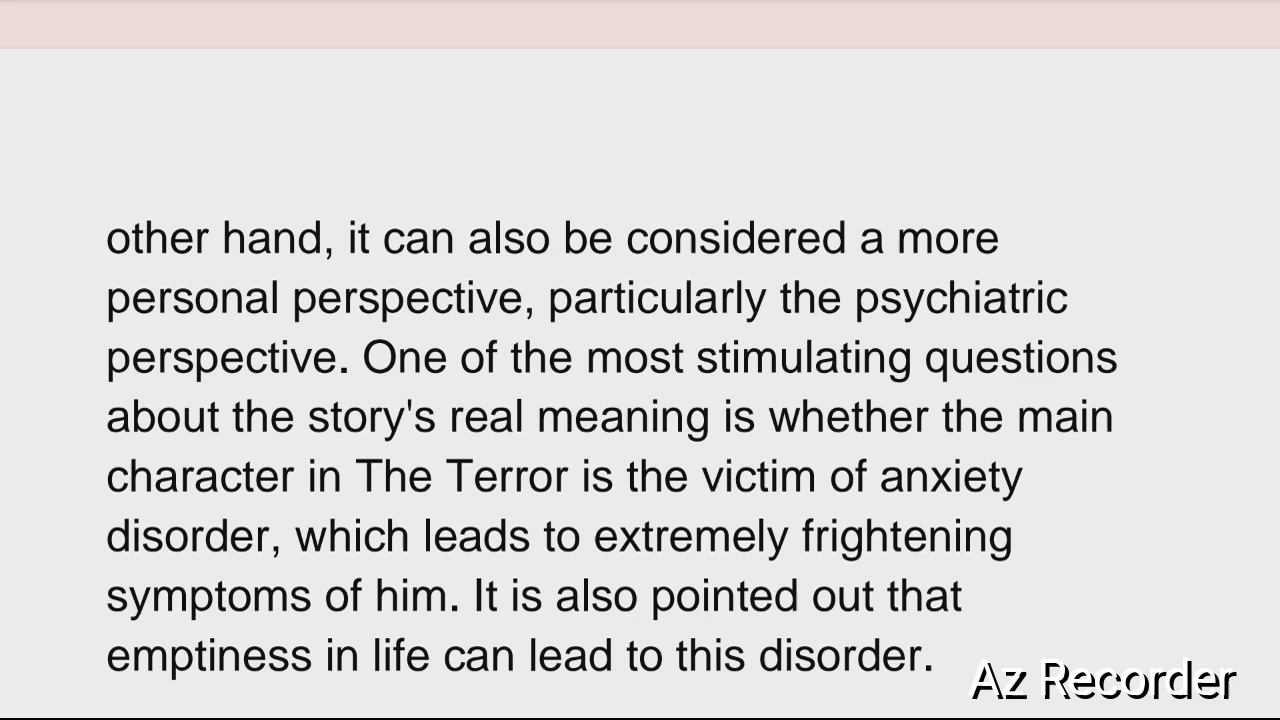 other hand, it can also be considered a more
personal perspective, particularly the psychiatric
perspective. One of the most stimulating questions
about the story's real meaning is whether the main
character in The Terror is the victim of anxiety
disorder, which leads to extremely frightening
symptoms of him. It is also pointed out that
emptiness in life can lead to this disorder.
Az Recorder